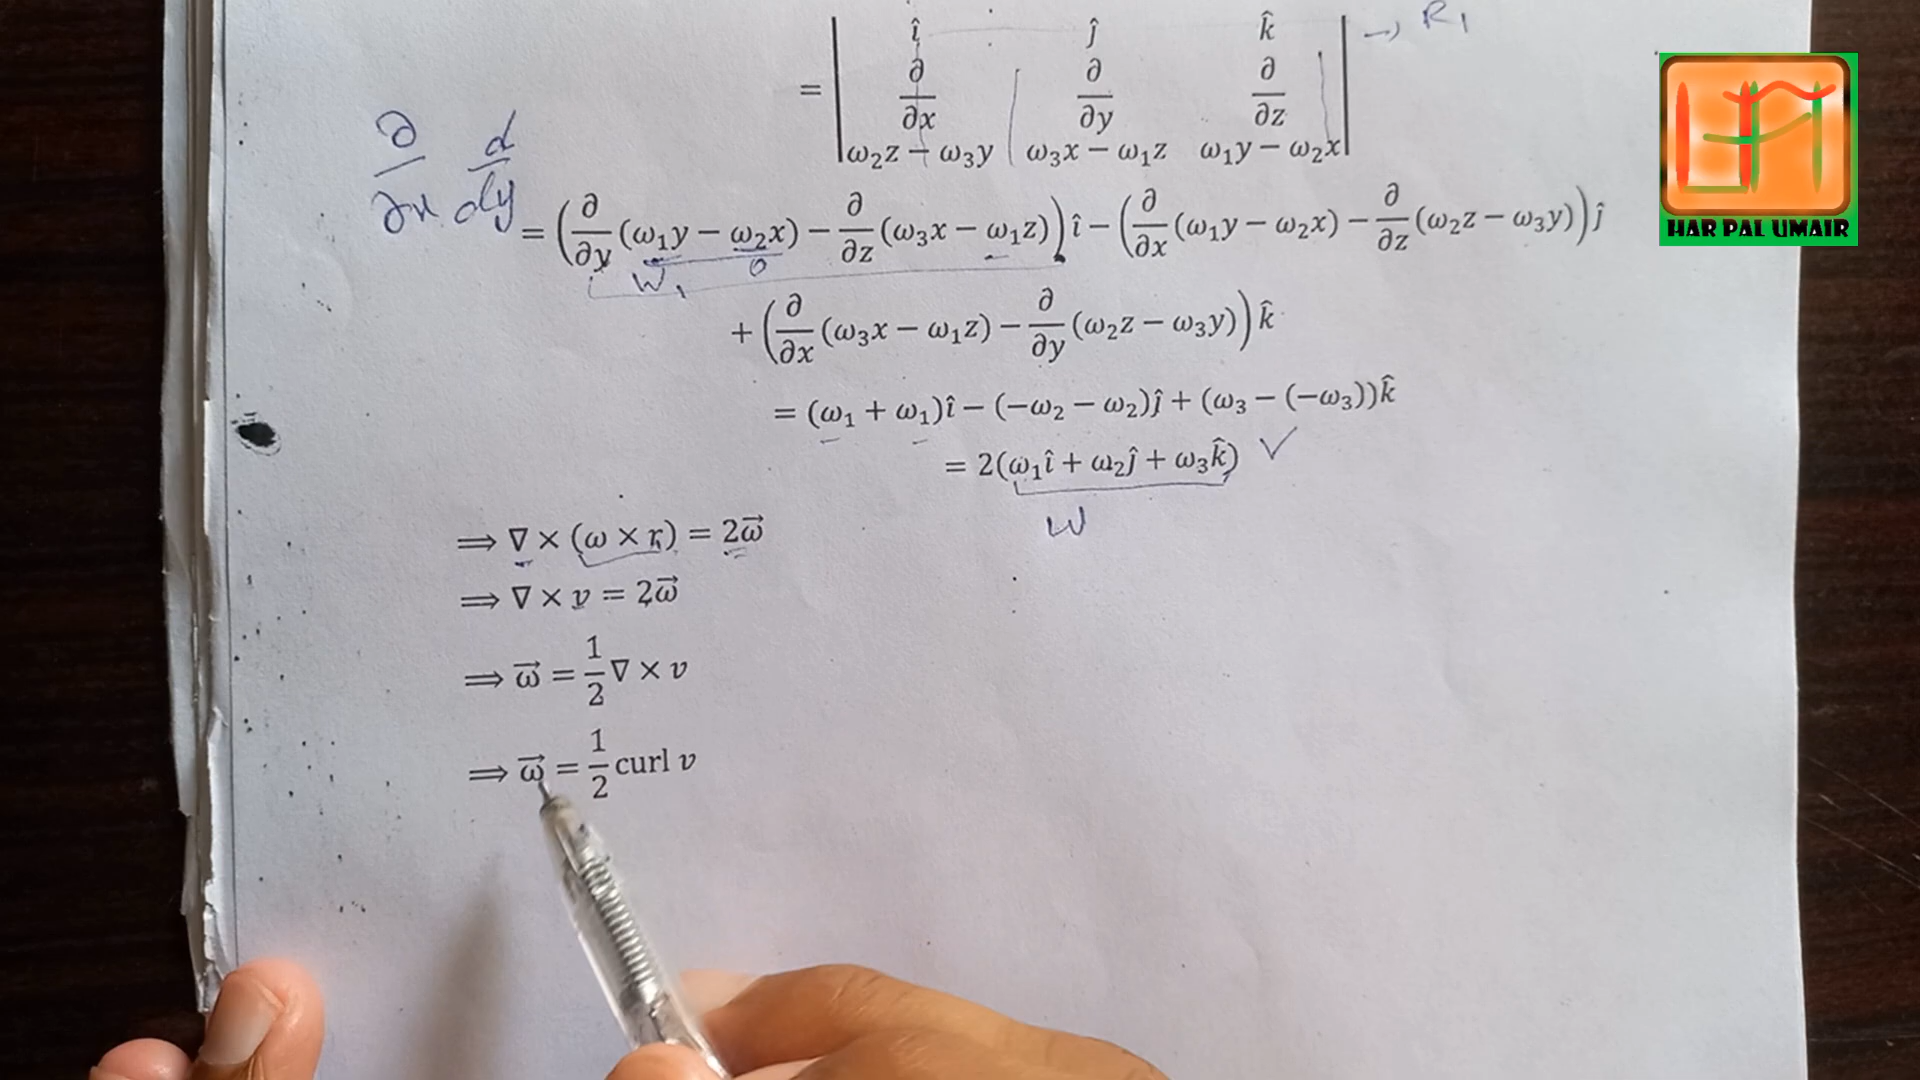 î ĵ k̂ → R₁
= | ∂/∂x ∂/∂y ∂/∂z |
ω₂z − ω₃y ω₃x − ω₁z ω₁y − ω₂x
∂/∂x d/dy
= (∂/∂y (ω₁y − ω₂x) − ∂/∂z (ω₃x − ω₁z)) î − (∂/∂x (ω₁y − ω₂x) − ∂/∂z (ω₂z − ω₃y)) ĵ
W₁ 0
+ (∂/∂x (ω₃x − ω₁z) − ∂/∂y (ω₂z − ω₃y)) k̂
= (ω₁ + ω₁)î − (−ω₂ − ω₂)ĵ + (ω₃ − (−ω₃))k̂
= 2(ω₁î + ω₂ĵ + ω₃k̂) ✓
W
⟹ ∇ × (ω × r) = 2ω⃗
⟹ ∇ × v = 2ω⃗
⟹ ω⃗ = 1/2 ∇ × v
⟹ ω⃗ = 1/2 curl v
HAR PAL UMAIR